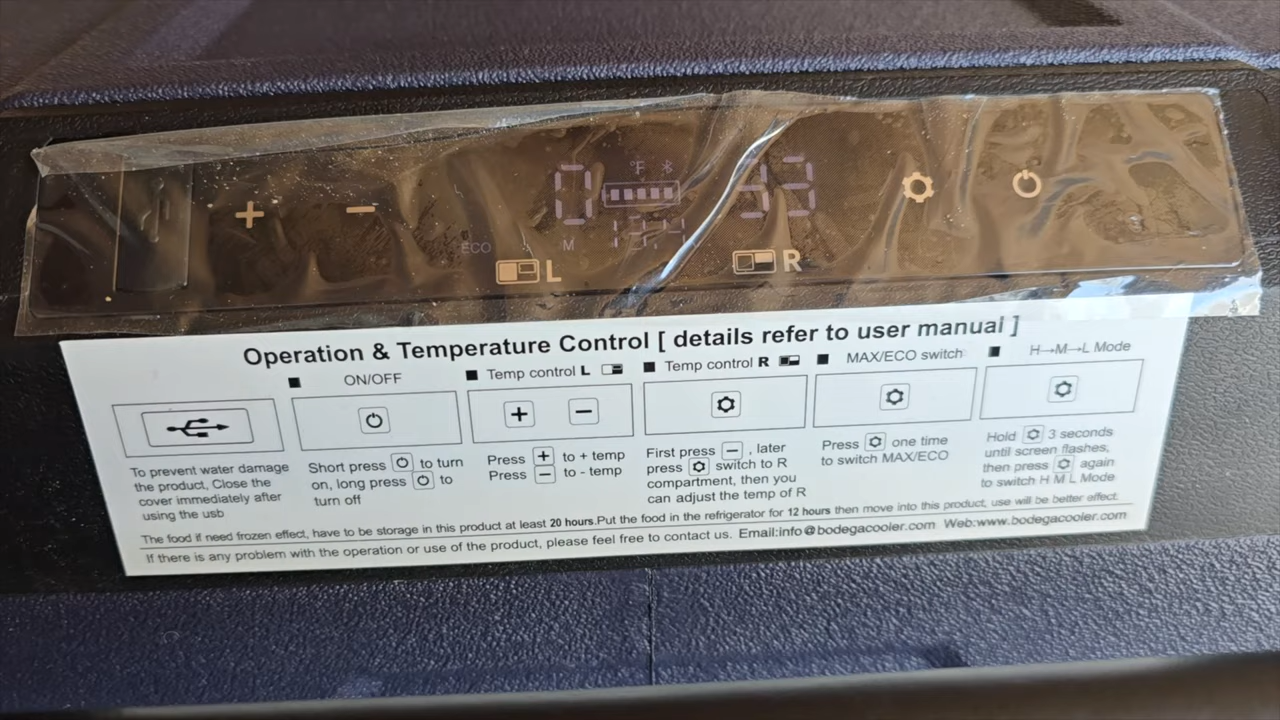 °F
0
ECO
M
L
R
Operation & Temperature Control [ details refer to user manual ]
ON/OFF
Temp control L
Temp control R
MAX/ECO switch
H→M→L Mode
To prevent water damage
the product, Close the
cover immediately after
using the usb
Short press to turn
on, long press to
turn off
Press + to + temp
Press − to - temp
First press − , later
press switch to R
compartment, then you
can adjust the temp of R
Press one time
to switch MAX/ECO
Hold 3 seconds
until screen flashes,
then press again
to switch H M L Mode
The food if need frozen effect, have to be storage in this product at least 20 hours.Put the food in the refrigerator for 12 hours then move into this product, use will be better effect.
If there is any problem with the operation or use of the product, please feel free to contact us. Email:info@bodegacooler.com Web:www.bodegacooler.com